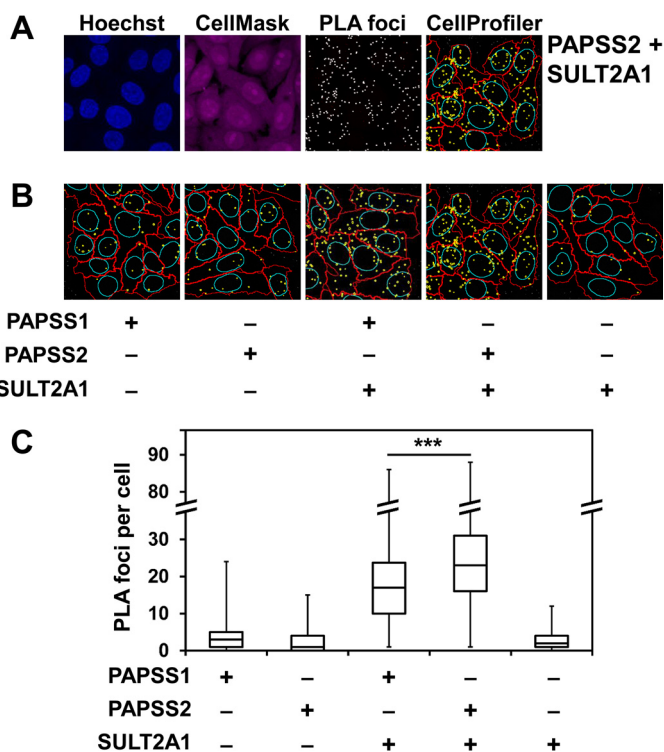 A Hoechst CellMask PLA foci CellProfiler
PAPSS2 +
SULT2A1
B
PAPSS1 + – + – –
PAPSS2 – + – + –
SULT2A1 – – + + +
C
PLA foci per cell
***
90
80
30
20
10
0
PAPSS1 + – + – –
PAPSS2 – + – + –
SULT2A1 – – + + +